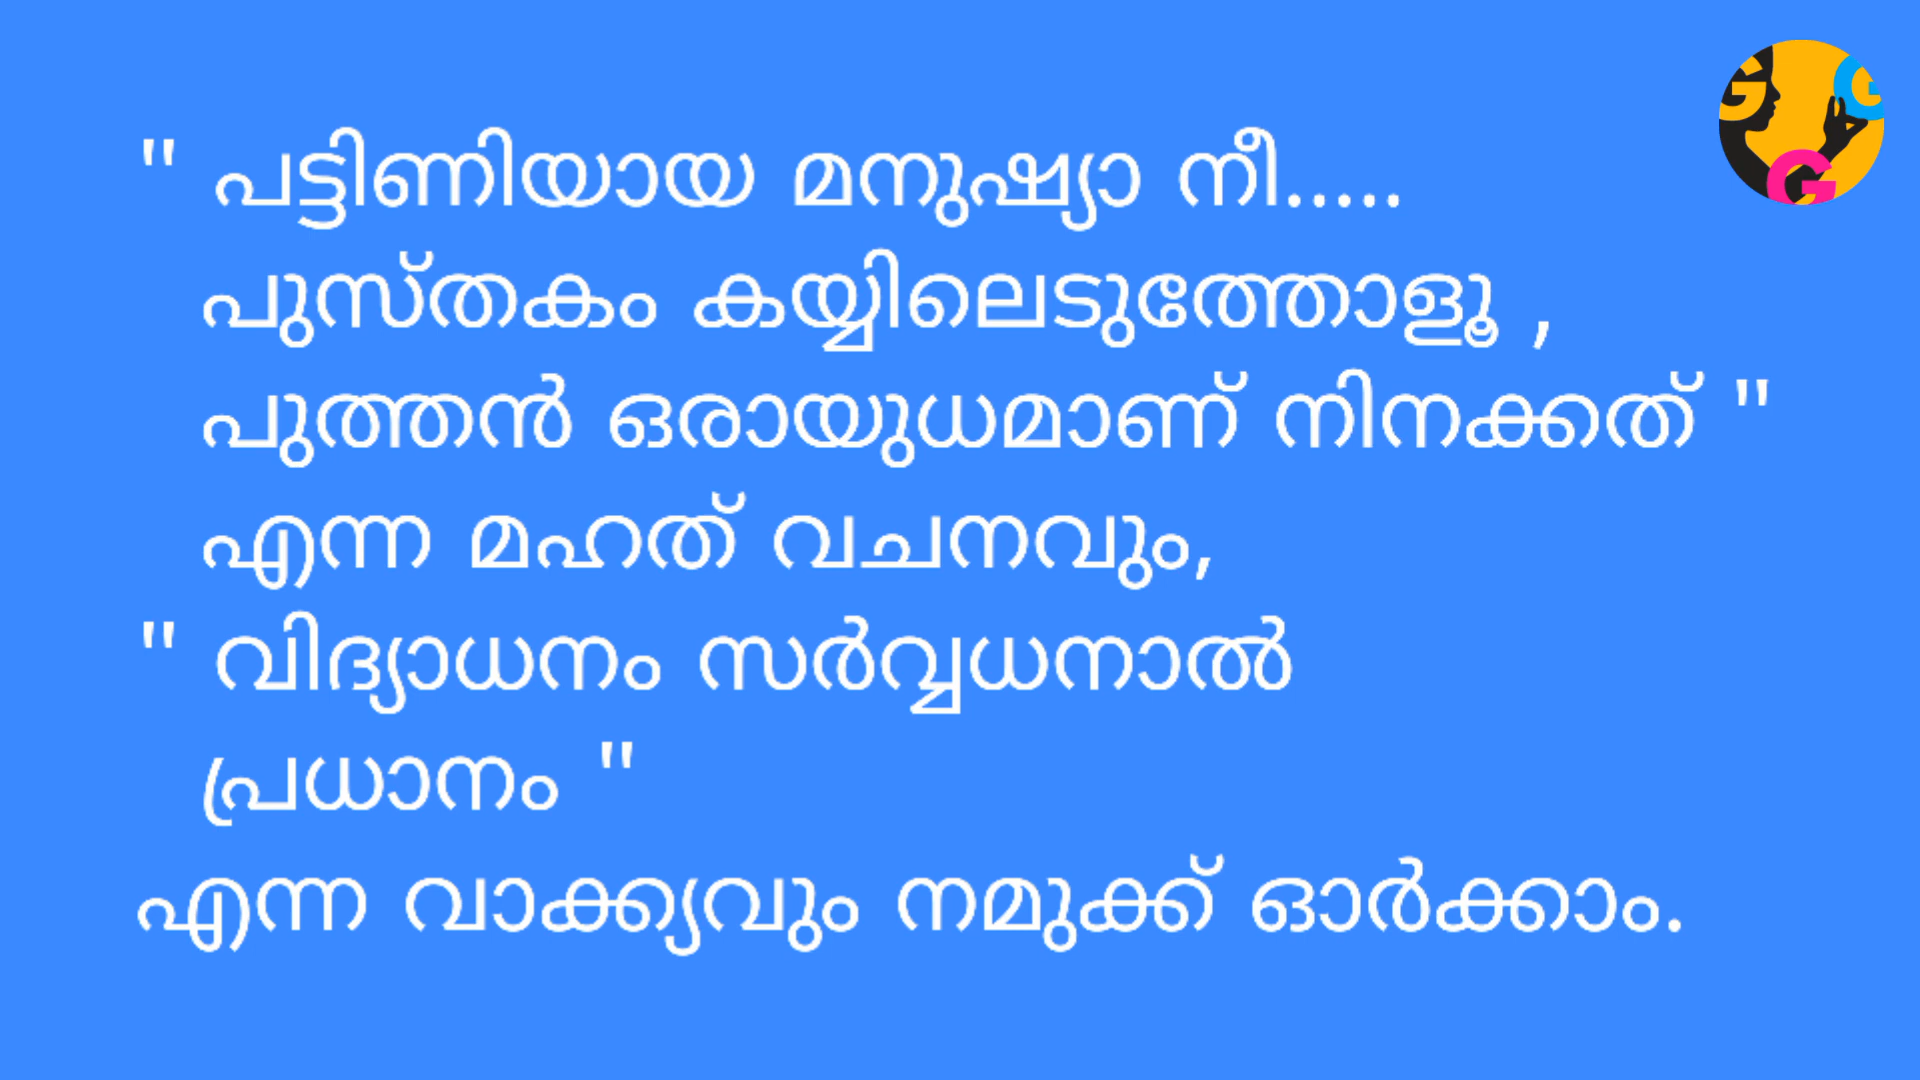 " പട്ടിണിയായ മനുഷ്യാ നീ.....
പുസ്തകം കയ്യിലെടുത്തോളൂ ,
പുത്തൻ ഒരായുധമാണ് നിനക്കത് "
എന്ന മഹത് വചനവും,
" വിദ്യാധനം സർവ്വധനാൽ
പ്രധാനം "
എന്ന വാക്ക്യവും നമുക്ക് ഓർക്കാം.
G G
G